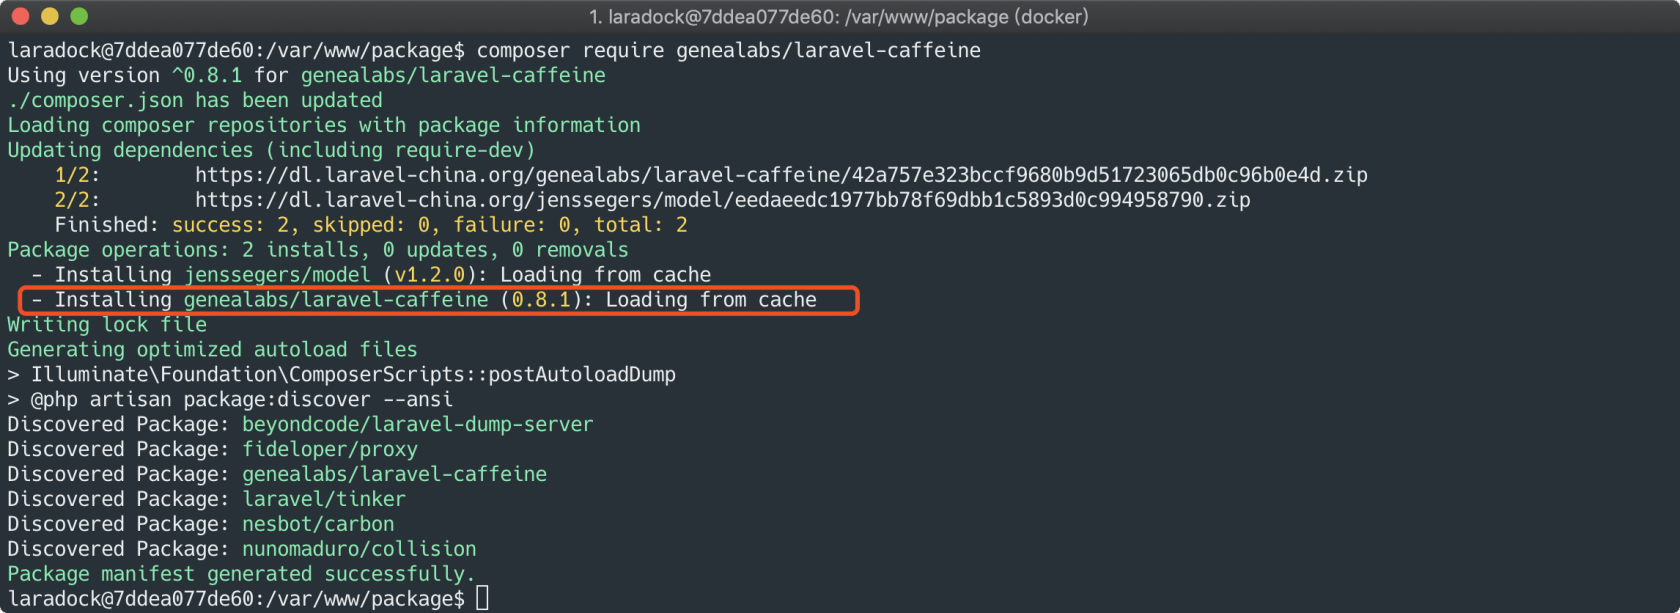 1. laradock@7ddea077de60: /var/www/package (docker)
laradock@7ddea077de60:/var/www/package$ composer require genealabs/laravel-caffeine
Using version ^0.8.1 for genealabs/laravel-caffeine
./composer.json has been updated
Loading composer repositories with package information
Updating dependencies (including require-dev)
    1/2:        https://dl.laravel-china.org/genealabs/laravel-caffeine/42a757e323bccf9680b9d51723065db0c96b0e4d.zip
    2/2:        https://dl.laravel-china.org/jenssegers/model/eedaeedc1977bb78f69dbb1c5893d0c994958790.zip
    Finished: success: 2, skipped: 0, failure: 0, total: 2
Package operations: 2 installs, 0 updates, 0 removals
  - Installing jenssegers/model (v1.2.0): Loading from cache
  - Installing genealabs/laravel-caffeine (0.8.1): Loading from cache
Writing lock file
Generating optimized autoload files
> Illuminate\Foundation\ComposerScripts::postAutoloadDump
> @php artisan package:discover --ansi
Discovered Package: beyondcode/laravel-dump-server
Discovered Package: fideloper/proxy
Discovered Package: genealabs/laravel-caffeine
Discovered Package: laravel/tinker
Discovered Package: nesbot/carbon
Discovered Package: nunomaduro/collision
Package manifest generated successfully.
laradock@7ddea077de60:/var/www/package$